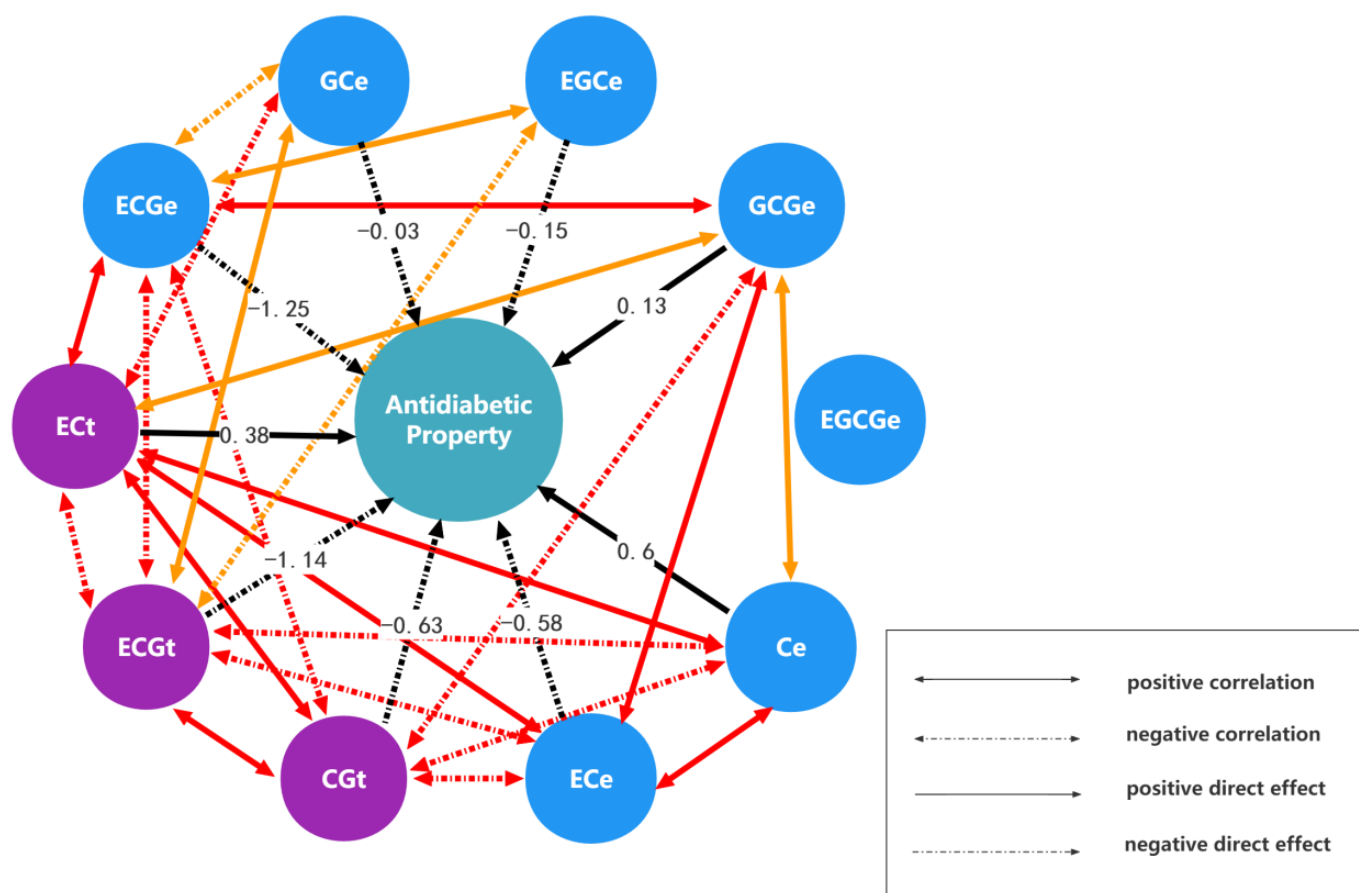 GCe
EGCe
ECGe
GCGe
-0.03
-0.15
-1.25
0.13
Antidiabetic
Property
EGCGe
ECt
0.38
-1.14
0.6
-0.63
-0.58
ECGt
Ce
CGt
ECe
positive correlation
negative correlation
positive direct effect
negative direct effect